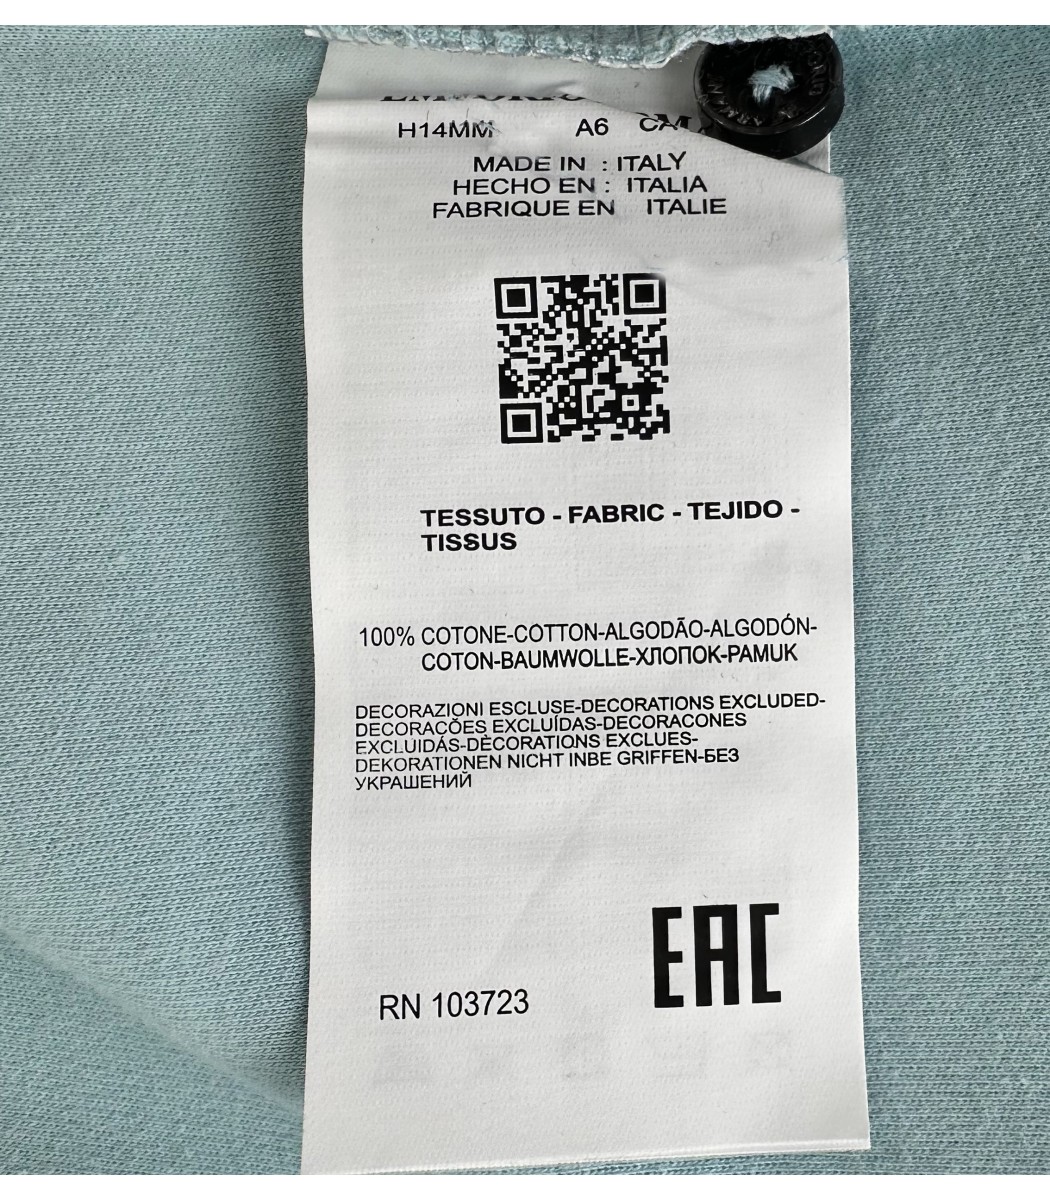 H14MM A6
MADE IN : ITALY
HECHO EN : ITALIA
FABRIQUE EN ITALIE
TESSUTO - FABRIC - TEJIDO -
TISSUS
100% COTONE-COTTON-ALGODÃO-ALGODÓN-
COTON-BAUMWOLLE-ХЛОПОК-PAMUK
DECORAZIONI ESCLUSE-DECORATIONS EXCLUDED-
DECORAÇÕES EXCLUÍDAS-DECORACONES
EXCLUIDÁS-DÈCORATIONS EXCLUES-
DEKORATIONEN NICHT INBE GRIFFEN-БЕЗ
УКРАШЕНИЙ
EAC
RN 103723